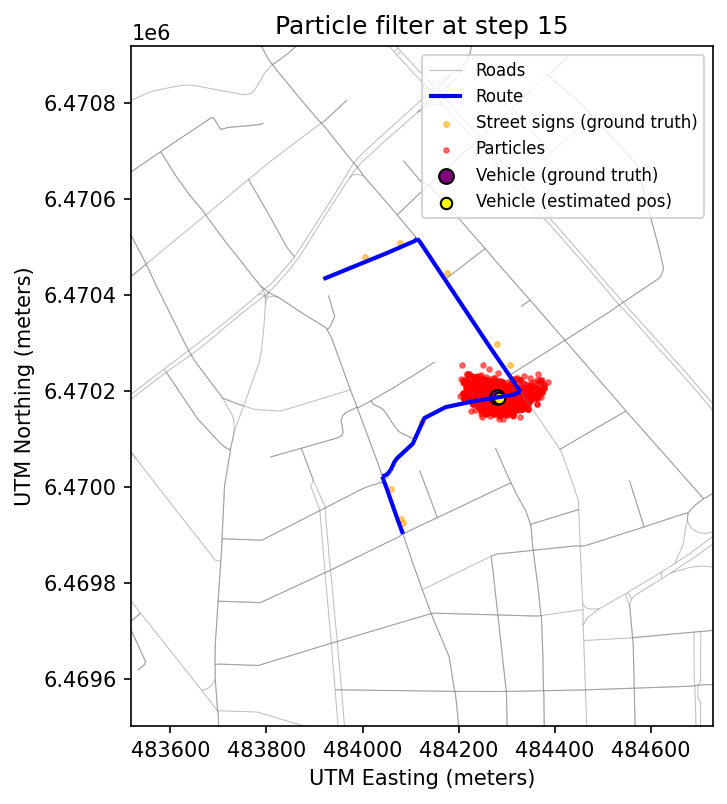 Particle filter at step 15
1e6
Roads
Route
Street signs (ground truth)
Particles
Vehicle (ground truth)
Vehicle (estimated pos)
6.4708
6.4706
6.4704
6.4702
6.4700
6.4698
6.4696
UTM Northing (meters)
483600 483800 484000 484200 484400 484600
UTM Easting (meters)